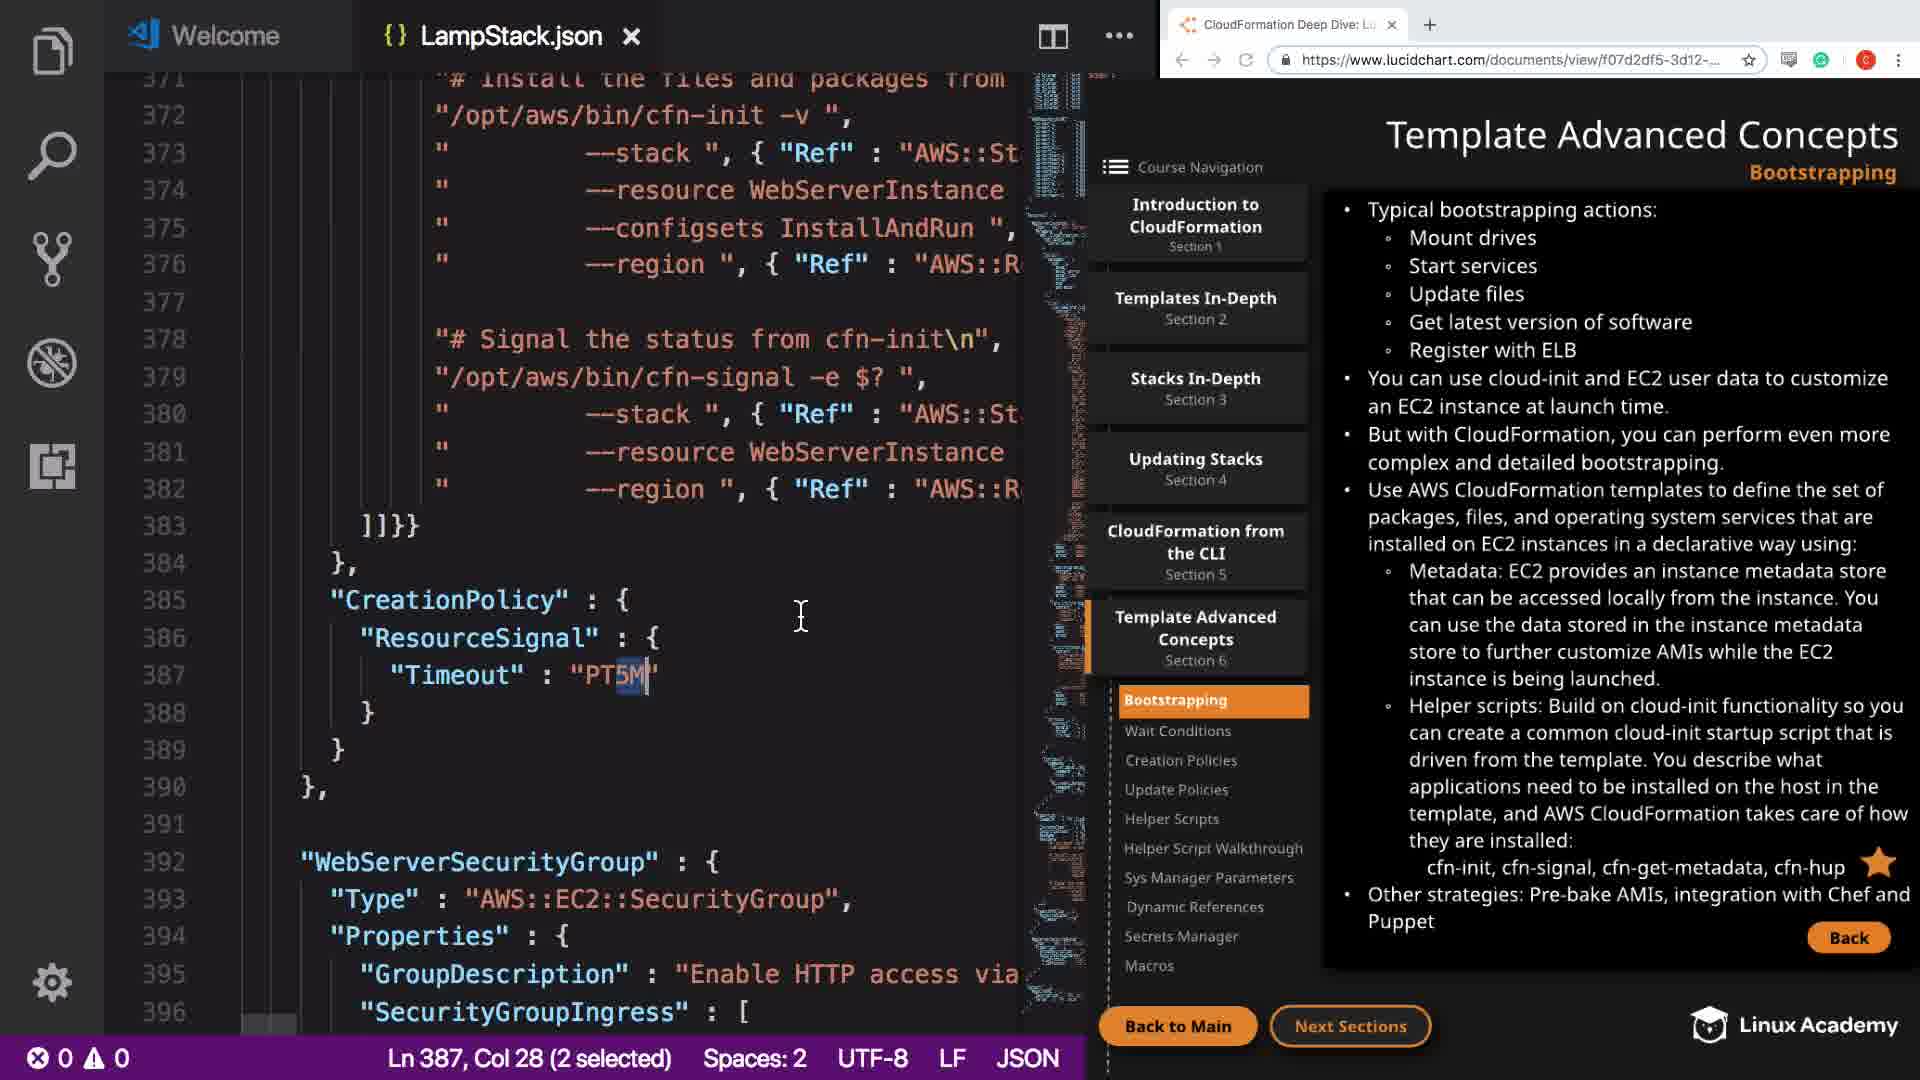 Welcome
{} LampStack.json
371 "# Install the files and packages from
372 "/opt/aws/bin/cfn-init -v ",
373 " --stack ", { "Ref" : "AWS::St
374 " --resource WebServerInstance
375 " --configsets InstallAndRun ",
376 " --region ", { "Ref" : "AWS::R
377
378 "# Signal the status from cfn-init\n",
379 "/opt/aws/bin/cfn-signal -e $? ",
380 " --stack ", { "Ref" : "AWS::St
381 " --resource WebServerInstance
382 " --region ", { "Ref" : "AWS::R
383 ]]}}
384 },
385 "CreationPolicy" : {
386 "ResourceSignal" : {
387 "Timeout" : "PT5M"
388 }
389 }
390 },
391
392 "WebServerSecurityGroup" : {
393 "Type" : "AWS::EC2::SecurityGroup",
394 "Properties" : {
395 "GroupDescription" : "Enable HTTP access via
396 "SecurityGroupIngress" : [
0 0
Ln 387, Col 28 (2 selected)
Spaces: 2
UTF-8
LF
JSON
CloudFormation Deep Dive: Lu
https://www.lucidchart.com/documents/view/f07d2df5-3d12-...
C
Template Advanced Concepts
Bootstrapping
Course Navigation
Introduction to
CloudFormation
Section 1
Templates In-Depth
Section 2
Stacks In-Depth
Section 3
Updating Stacks
Section 4
CloudFormation from
the CLI
Section 5
Template Advanced
Concepts
Section 6
Bootstrapping
Wait Conditions
Creation Policies
Update Policies
Helper Scripts
Helper Script Walkthrough
Sys Manager Parameters
Dynamic References
Secrets Manager
Macros
• Typical bootstrapping actions:
◦ Mount drives
◦ Start services
◦ Update files
◦ Get latest version of software
◦ Register with ELB
• You can use cloud-init and EC2 user data to customize
an EC2 instance at launch time.
• But with CloudFormation, you can perform even more
complex and detailed bootstrapping.
• Use AWS CloudFormation templates to define the set of
packages, files, and operating system services that are
installed on EC2 instances in a declarative way using:
◦ Metadata: EC2 provides an instance metadata store
that can be accessed locally from the instance. You
can use the data stored in the instance metadata
store to further customize AMIs while the EC2
instance is being launched.
◦ Helper scripts: Build on cloud-init functionality so you
can create a common cloud-init startup script that is
driven from the template. You describe what
applications need to be installed on the host in the
template, and AWS CloudFormation takes care of how
they are installed:
cfn-init, cfn-signal, cfn-get-metadata, cfn-hup
• Other strategies: Pre-bake AMIs, integration with Chef and
Puppet
Back
Back to Main
Next Sections
Linux Academy